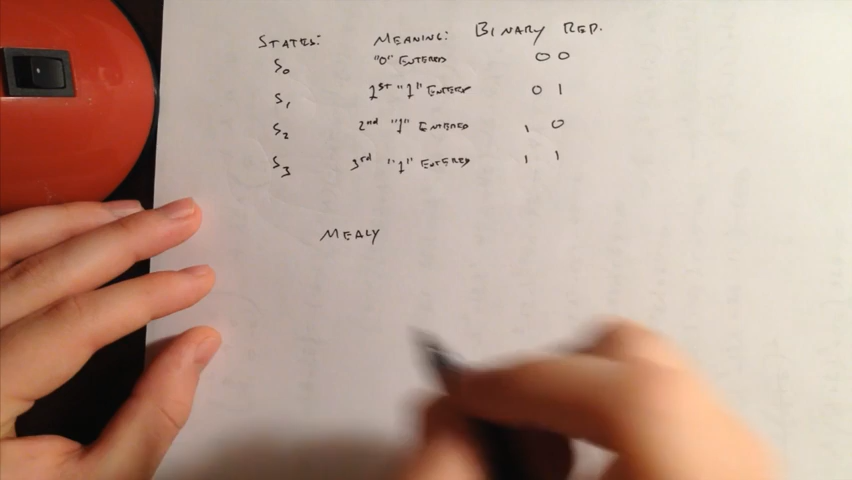 STATES: MEANING: BINARY REP.
S0 "0" ENTERED 0 0
S1 1ST "1" ENTERED 0 1
S2 2nd "1" ENTERED 1 0
S3 3rd "1" ENTERED 1 1
MEALY